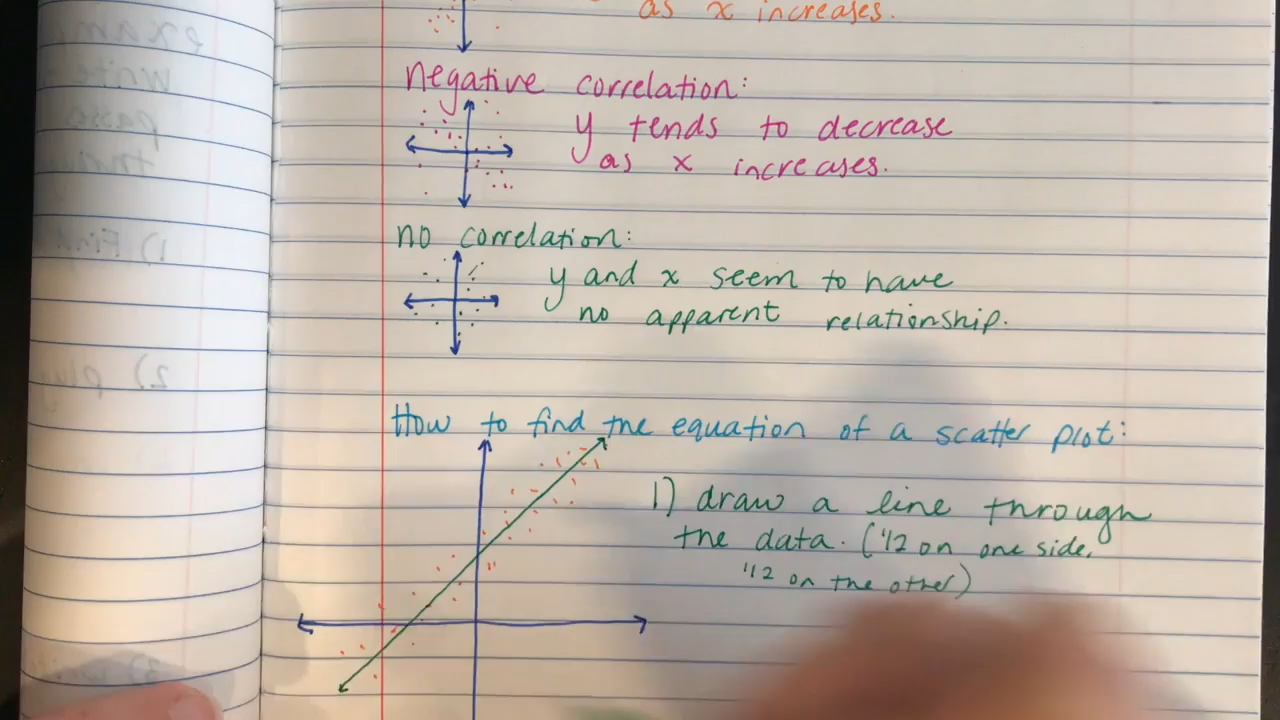 as x increases.
negative correlation:
y tends to decrease
as x increases.
no correlation:
y and x seem to have
no apparent relationship.
How to find the equation of a scatter plot:
1) draw a line through
the data. (1/2 on one side,
1/2 on the other)